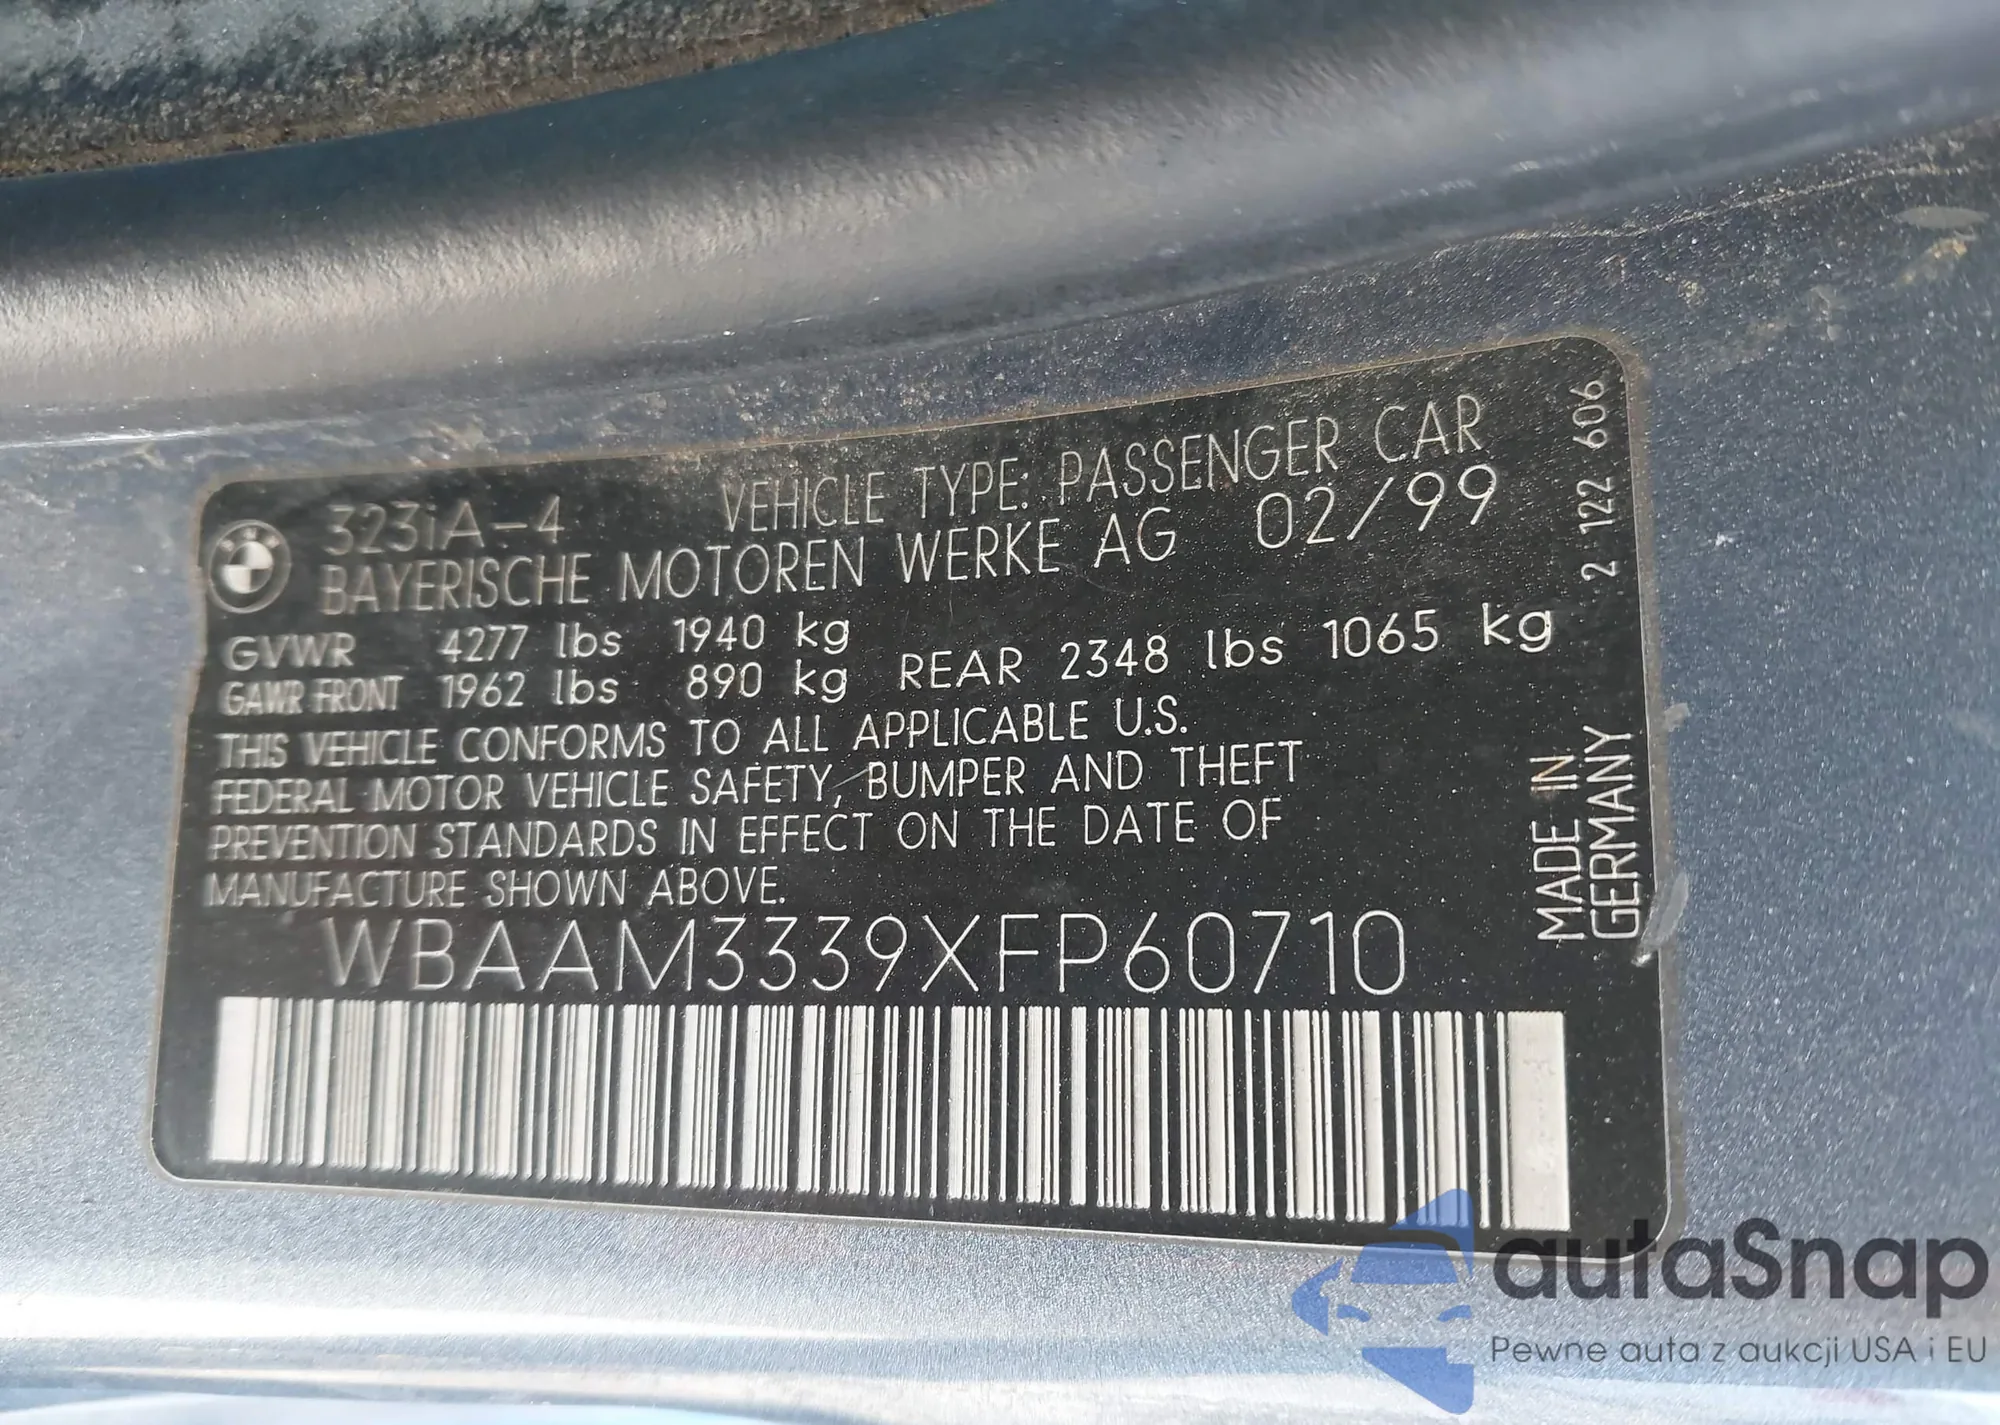 3231A-4 VEHICLE TYPE: PASSENGER CAR
BAYERISCHE MOTOREN WERKE AG 02/99
GVWR 4277 lbs 1940 kg
GAWR FRONT 1962 lbs 890 kg REAR 2348 lbs 1065 kg
THIS VEHICLE CONFORMS TO ALL APPLICABLE U.S.
FEDERAL MOTOR VEHICLE SAFETY, BUMPER AND THEFT
PREVENTION STANDARDS IN EFFECT ON THE DATE OF
MANUFACTURE SHOWN ABOVE.
WBAAM3339XFP60710
2 122 606
MADE IN
GERMANY
autaSnap
Pewne auta z aukcji USA i EU